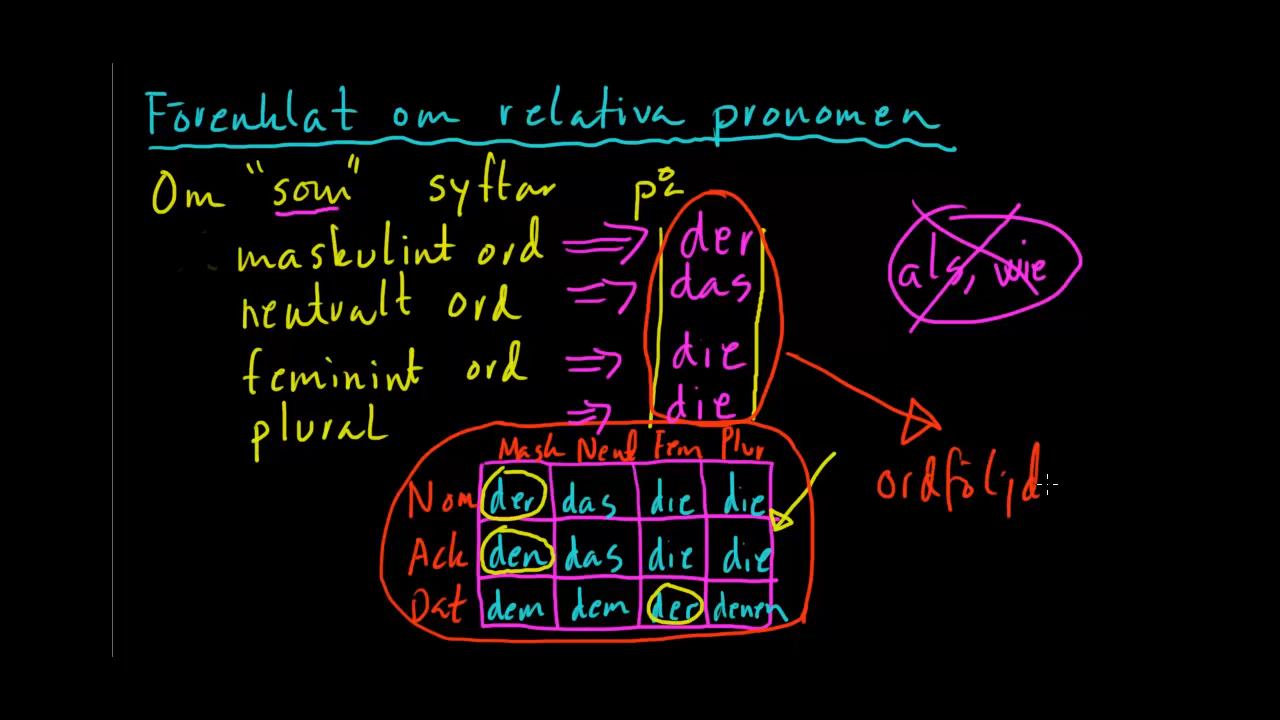 Förenklat om relativa pronomen
Om "som" syftar på
maskulint ord ⇒ der
neutralt ord ⇒ das
feminint ord ⇒ die
plural ⇒ die
als, wie
ordföljd
Mask Neut Fem Plur
Nom der das die die
Ack den das die die
Dat dem dem der denen